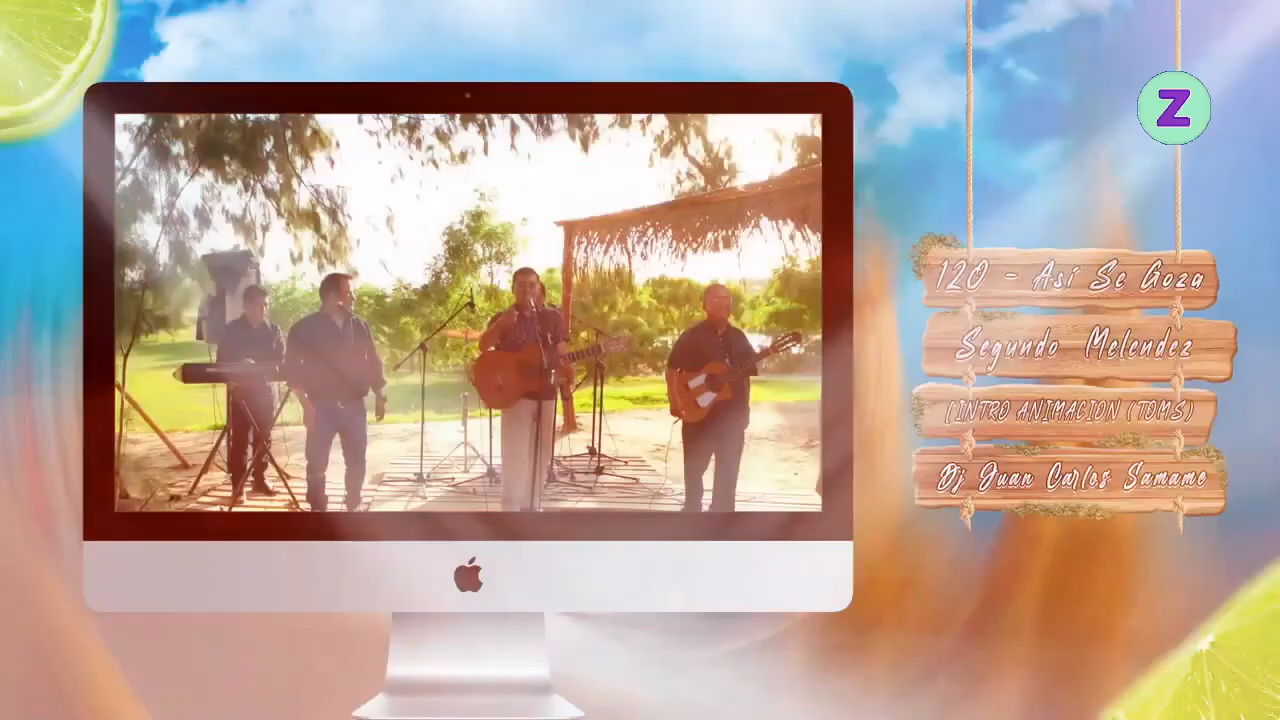 Z
120 - Así Se Goza
Segundo Melendez
[INTRO ANIMACION (TOMS)
Dj Juan Carlos Samame